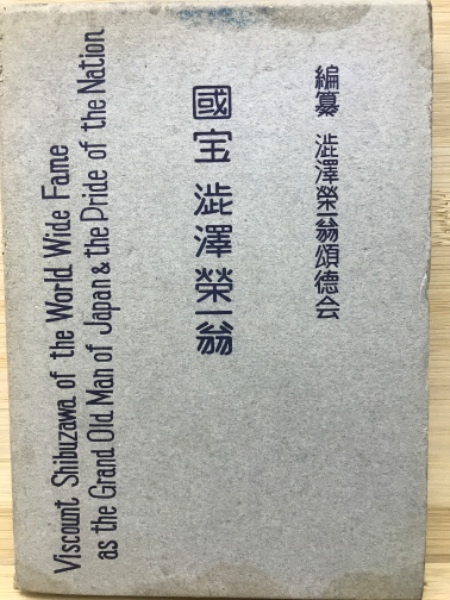 編纂 澁澤榮一翁頌德会
國宝 澁澤榮一翁
Viscount Shibuzawa of the World Wide Fame
as the Grand Old Man of Japan & the Pride of the Nation